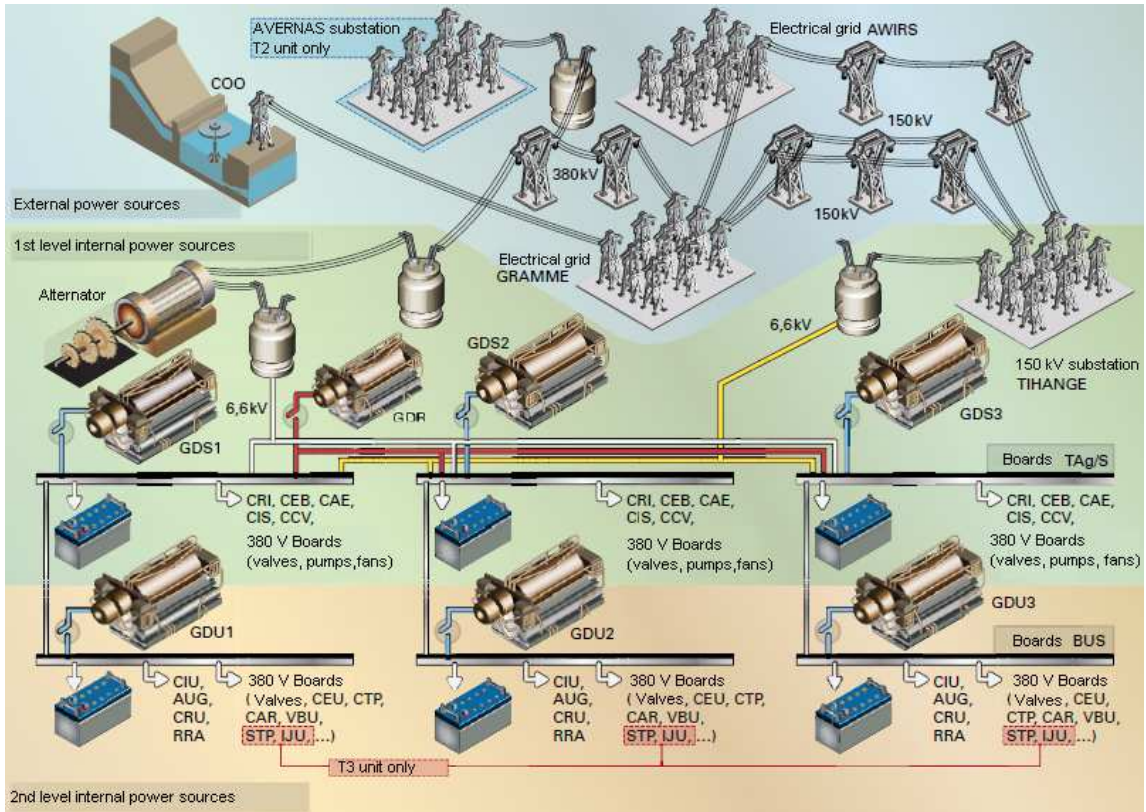 AVERNAS substation
T2 unit only
Electrical grid AWIRS
COO
150kV
380kV
150kV
External power sources
1st level internal power sources
Electrical grid
GRAMME
Alternator
6,6kV
GDS2
150 kV substation
TIHANGE
6,6kV
GDR
GDS1
GDS3
Boards TAg/S
CRI, CEB, CAE,
CIS, CCV,
380 V Boards
(valves, pumps,fans)
CRI, CEB, CAE,
CIS, CCV,
380 V Boards
(valves, pumps,fans)
CRI, CEB, CAE,
CIS, CCV,
380 V Boards
(valves, pumps,fans)
GDU1
GDU2
GDU3
Boards BUS
CIU,
AUG,
CRU,
RRA
380 V Boards
( Valves, CEU, CTP,
CAR, VBU,
STP, IJU, ...)
CIU,
AUG,
CRU,
RRA
380 V Boards
( Valves, CEU, CTP,
CAR, VBU,
STP, IJU, ...)
CIU,
AUG,
CRU,
RRA
380 V Boards
( Valves, CEU,
CTP, CAR, VBU,
STP, IJU, ...)
T3 unit only
2nd level internal power sources